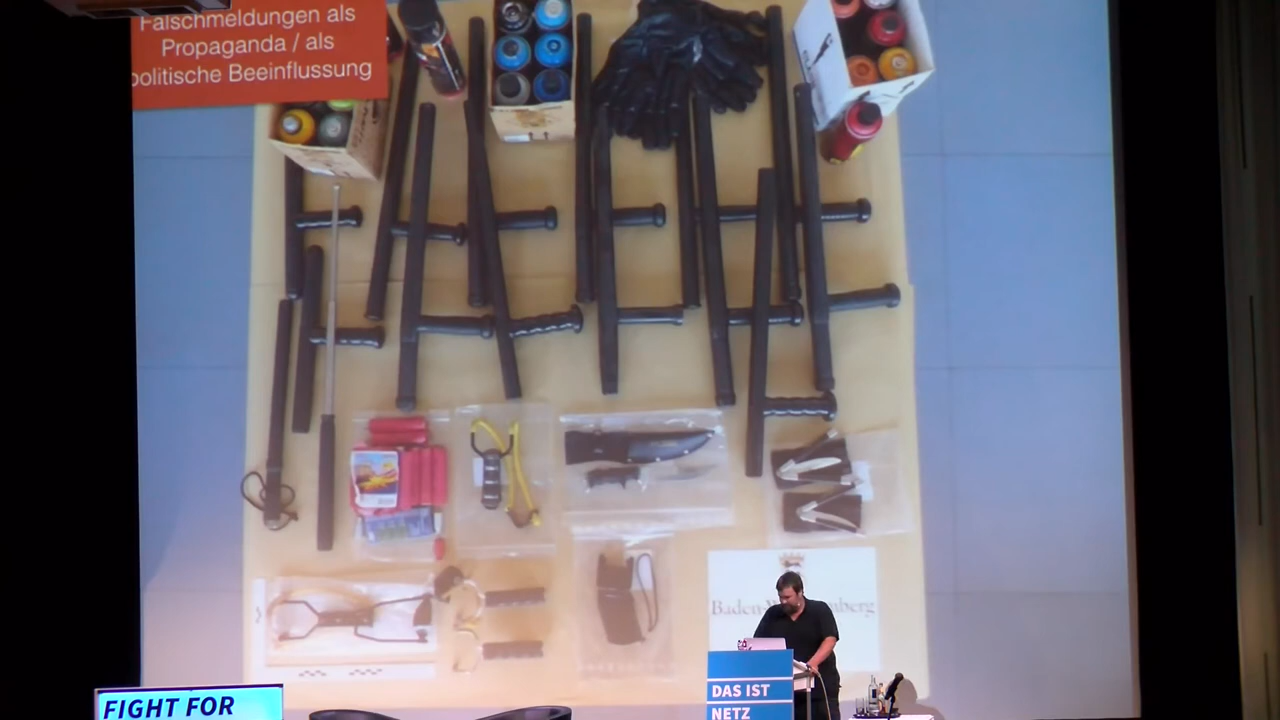 Falschmeldungen als
Propaganda / als
politische Beeinflussung
DAS IST
NETZ
FIGHT FOR